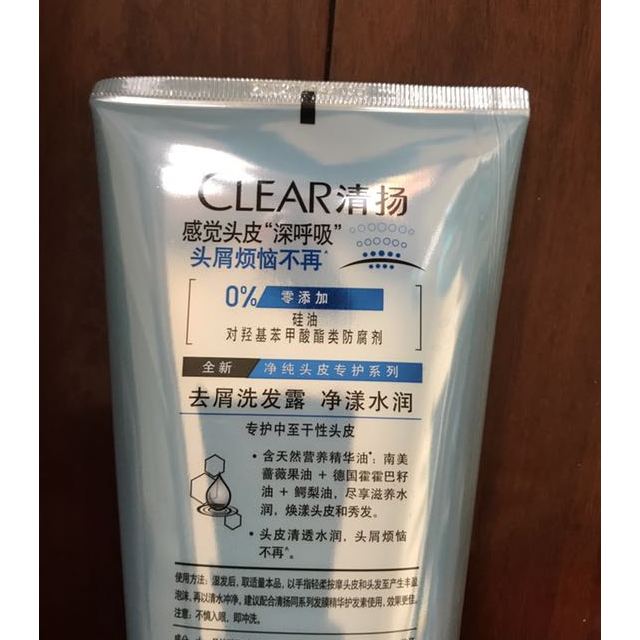 CLEAR清扬
感觉头皮“深呼吸”
头屑烦恼不再^
0% 零添加
硅油
对羟基苯甲酸酯类防腐剂
全新 净纯头皮专护系列
去屑洗发露 净漾水润
专护中至干性头皮
• 含天然营养精华油*：南美
蔷薇果油 + 德国霍霍巴籽
油 + 鳄梨油，尽享滋养水
润，焕漾头皮和秀发。
• 头皮清透水润，头屑烦恼
不再^。
使用方法：湿发后，取适量本品，以手指轻柔按摩头皮和头发至产生丰盈
泡沫，再以清水冲净。建议配合清扬同系列发膜精华护发素使用，效果更佳。
注意：不慎入眼，即冲洗。